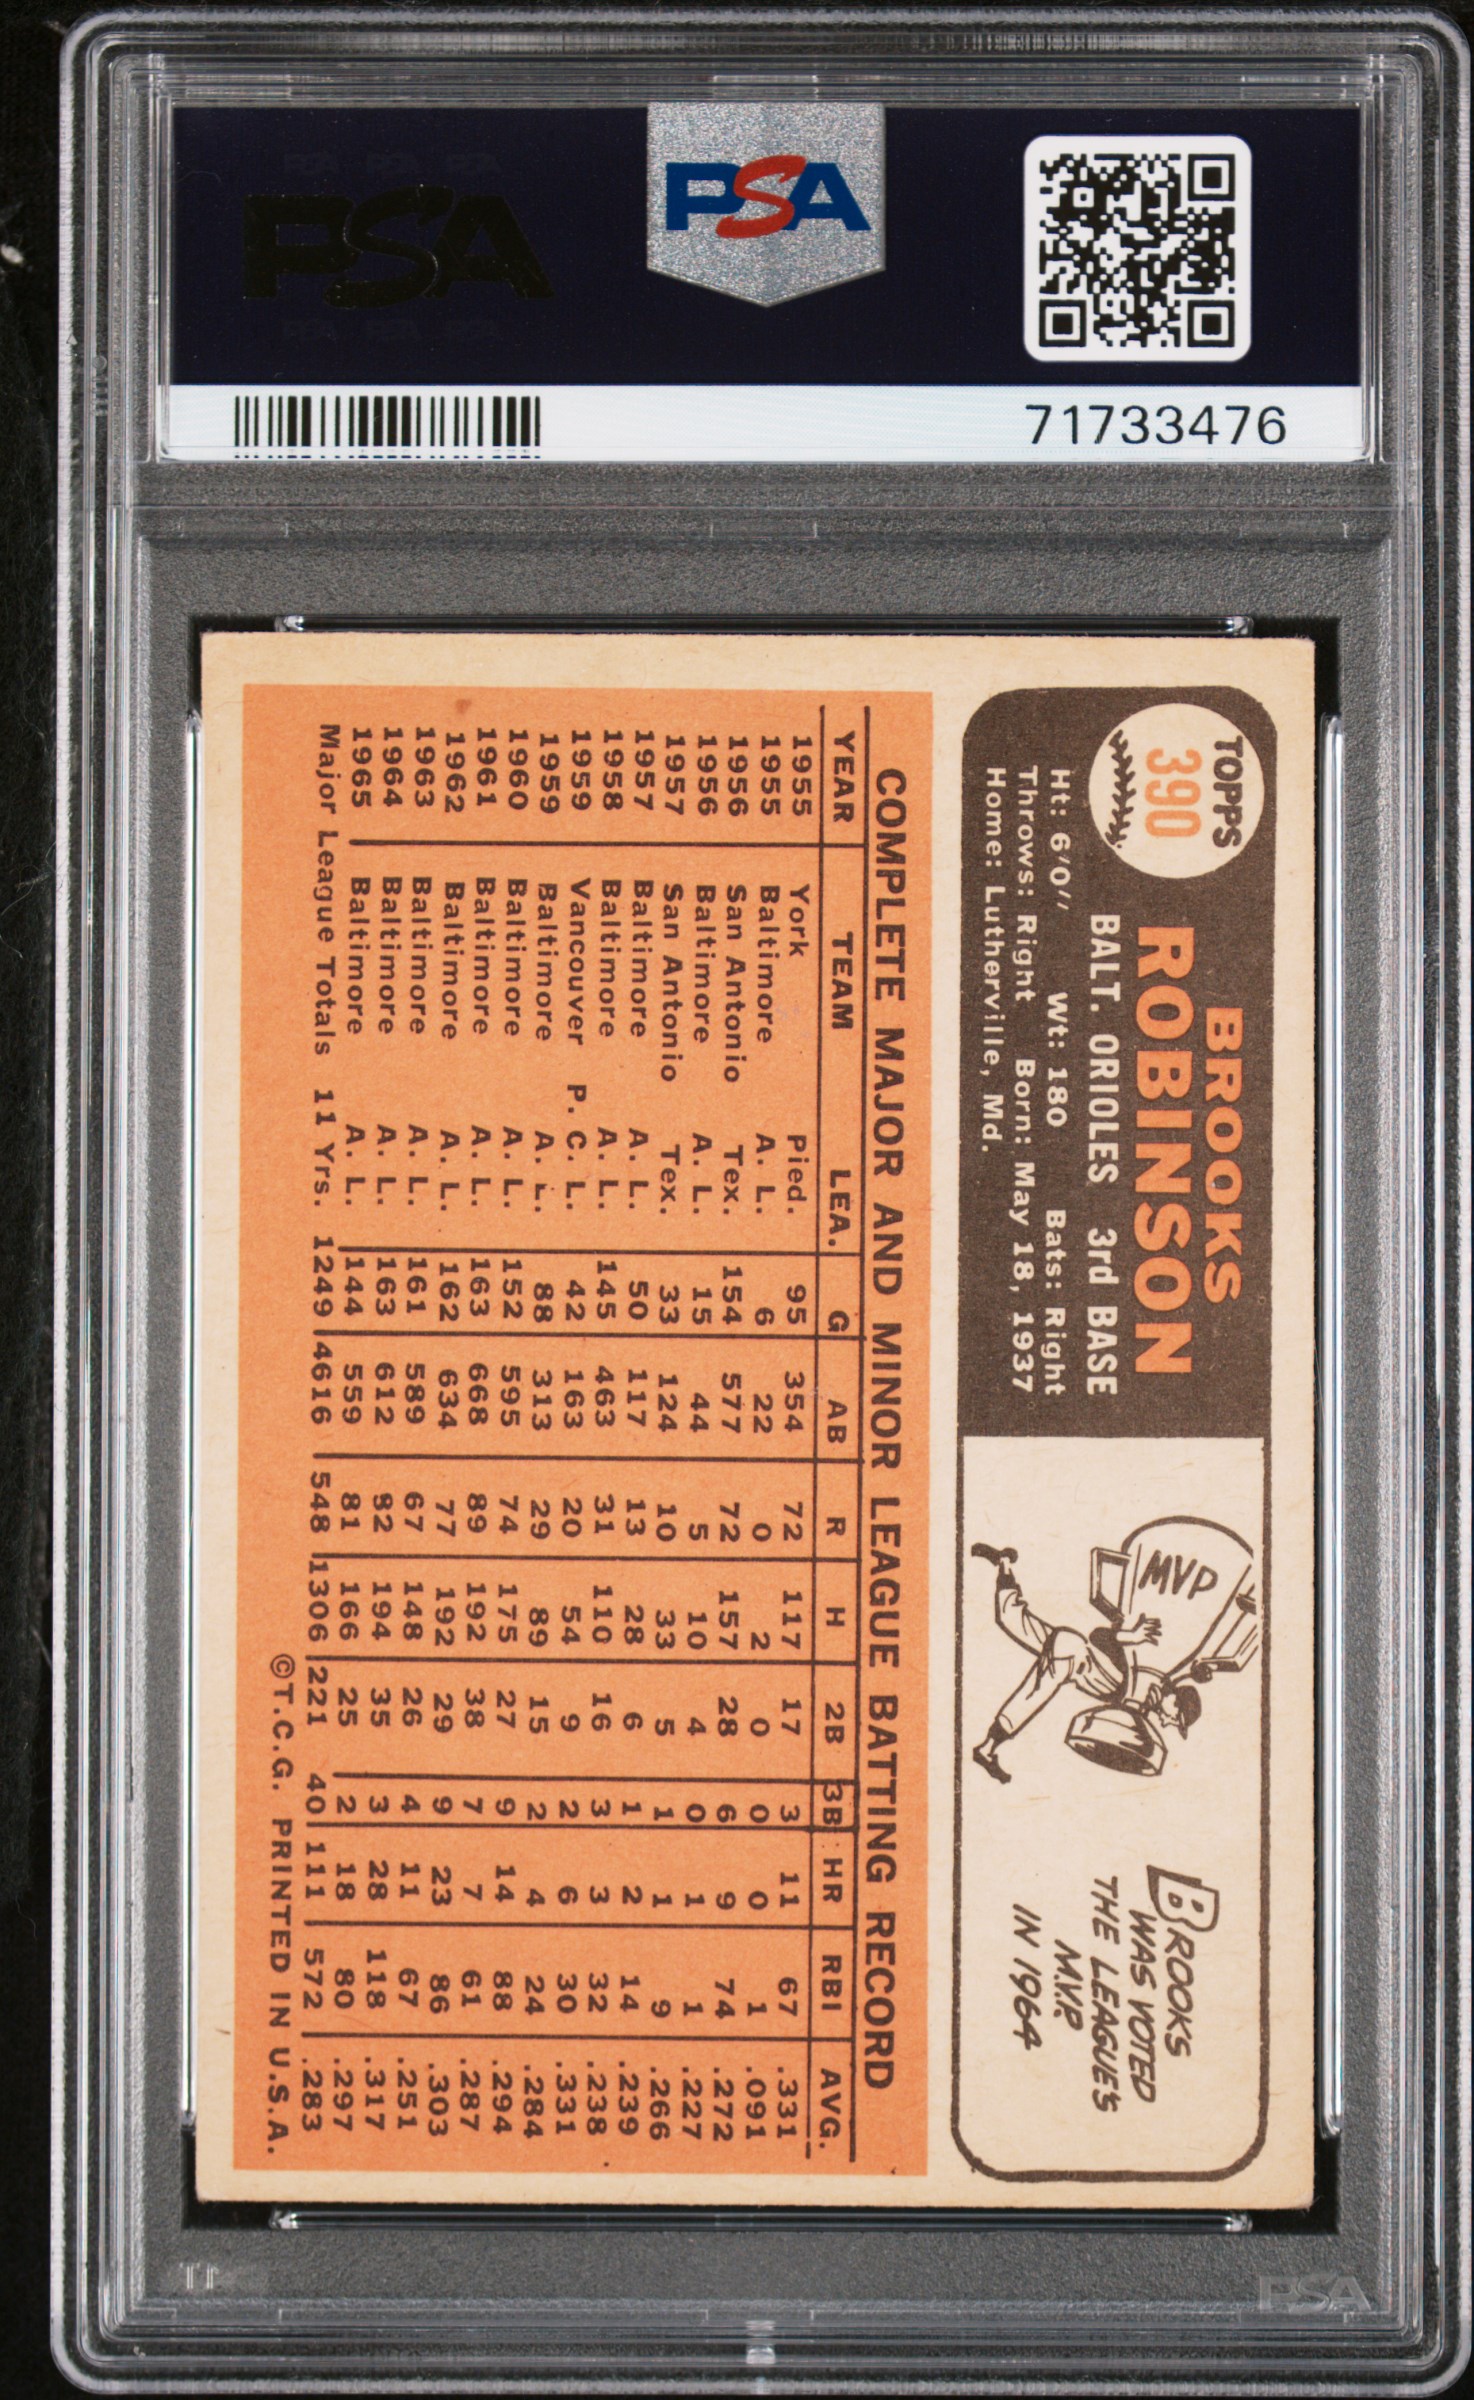 PSA
PSA
71733476
TOPPS
390
BROOKS
ROBINSON
BALT. ORIOLES 3rd BASE
Ht: 6'0" Wt: 180 Bats: Right
Throws: Right Born: May 18, 1937
Home: Lutherville, Md.
MVP
BROOKS
WAS VOTED
THE LEAGUE'S
M.V.P.
IN 1964
COMPLETE MAJOR AND MINOR LEAGUE BATTING RECORD
YEAR TEAM LEA. G AB R H 2B 3B HR RBI AVG.
1955 York Pied. 95 354 72 117 17 3 11 67 .331
1955 Baltimore A. L. 6 22 0 2 0 0 0 1 .091
1956 San Antonio Tex. 154 577 72 157 28 6 9 74 .272
1956 Baltimore A. L. 15 44 5 10 4 0 1 1 .227
1957 San Antonio Tex. 33 124 10 33 5 1 1 9 .266
1957 Baltimore A. L. 50 117 13 28 6 1 2 14 .239
1958 Baltimore A. L. 145 463 31 110 16 3 3 32 .238
1959 Vancouver P. C. L. 42 163 20 54 9 2 6 30 .331
1959 Baltimore A. L. 88 313 29 89 15 2 4 24 .284
1960 Baltimore A. L. 152 595 74 175 27 9 14 88 .294
1961 Baltimore A. L. 163 668 89 192 38 7 7 61 .287
1962 Baltimore A. L. 162 634 77 192 29 9 23 86 .303
1963 Baltimore A. L. 161 589 67 148 26 4 11 67 .251
1964 Baltimore A. L. 163 612 82 194 35 3 28 118 .317
1965 Baltimore A. L. 144 559 81 166 25 2 18 80 .297
Major League Totals 11 Yrs. 1249 4616 548 1306 221 40 111 572 .283
©T.C.G. PRINTED IN U.S.A.
PSA